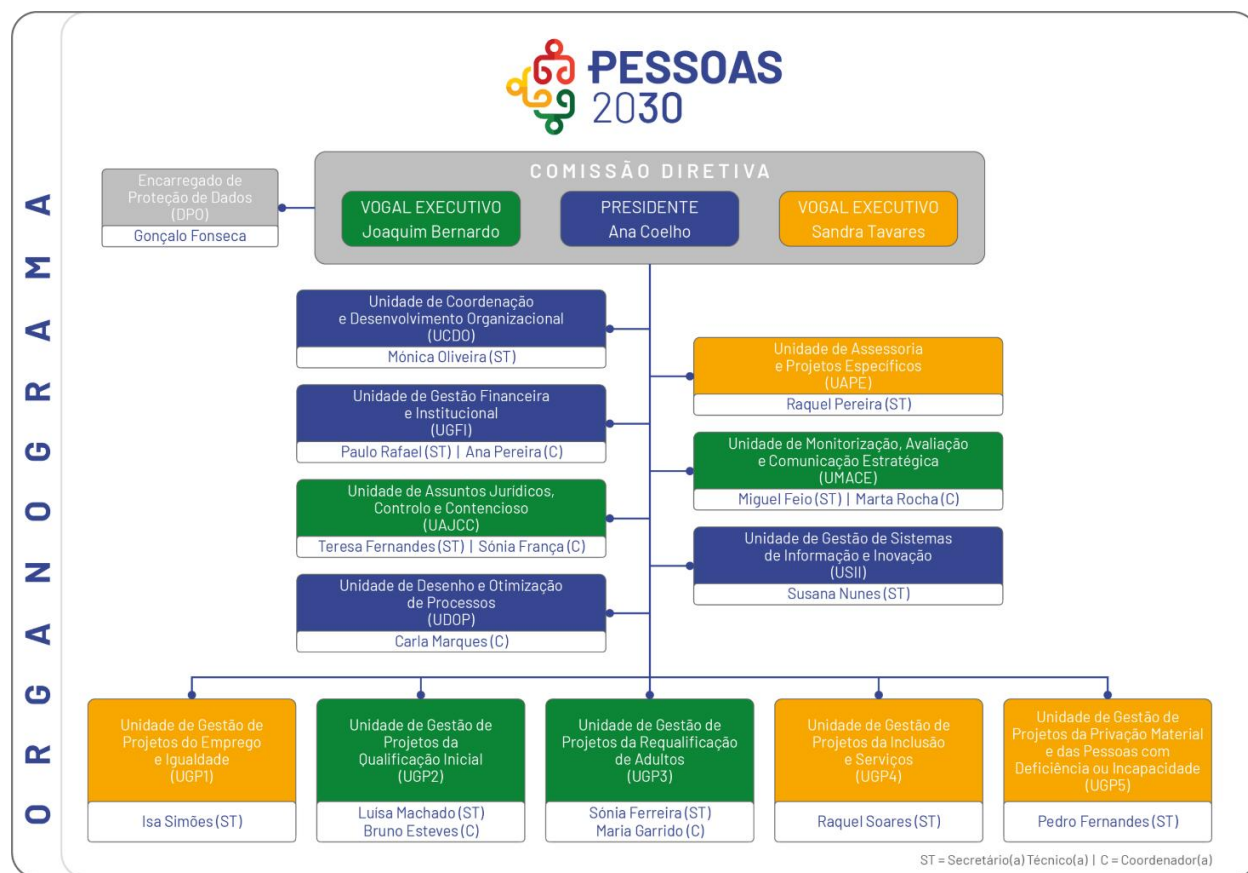 ORGANOGRAMA
PESSOAS
2030
COMISSÃO DIRETIVA
Encarregado de
Proteção de Dados
(DPO)
Gonçalo Fonseca
VOGAL EXECUTIVO
Joaquim Bernardo
PRESIDENTE
Ana Coelho
VOGAL EXECUTIVO
Sandra Tavares
Unidade de Coordenação
e Desenvolvimento Organizacional
(UCDO)
Mónica Oliveira (ST)
Unidade de Assessoria
e Projetos Específicos
(UAPE)
Raquel Pereira (ST)
Unidade de Gestão Financeira
e Institucional
(UGFI)
Paulo Rafael (ST) | Ana Pereira (C)
Unidade de Monitorização, Avaliação
e Comunicação Estratégica
(UMACE)
Miguel Feio (ST) | Marta Rocha (C)
Unidade de Assuntos Jurídicos,
Controlo e Contencioso
(UAJCC)
Teresa Fernandes (ST) | Sónia França (C)
Unidade de Gestão de Sistemas
de Informação e Inovação
(USII)
Susana Nunes (ST)
Unidade de Desenho e Otimização
de Processos
(UDOP)
Carla Marques (C)
Unidade de Gestão de
Projetos do Emprego
e Igualdade
(UGP1)
Isa Simões (ST)
Unidade de Gestão de
Projetos da
Qualificação Inicial
(UGP2)
Luísa Machado (ST)
Bruno Esteves (C)
Unidade de Gestão de
Projetos da Requalificação
de Adultos
(UGP3)
Sónia Ferreira (ST)
Maria Garrido (C)
Unidade de Gestão de
Projetos da Inclusão
e Serviços
(UGP4)
Raquel Soares (ST)
Unidade de Gestão de
Projetos da Privação Material
e das Pessoas com
Deficiência ou Incapacidade
(UGP5)
Pedro Fernandes (ST)
ST = Secretário(a) Técnico(a) | C = Coordenador(a)